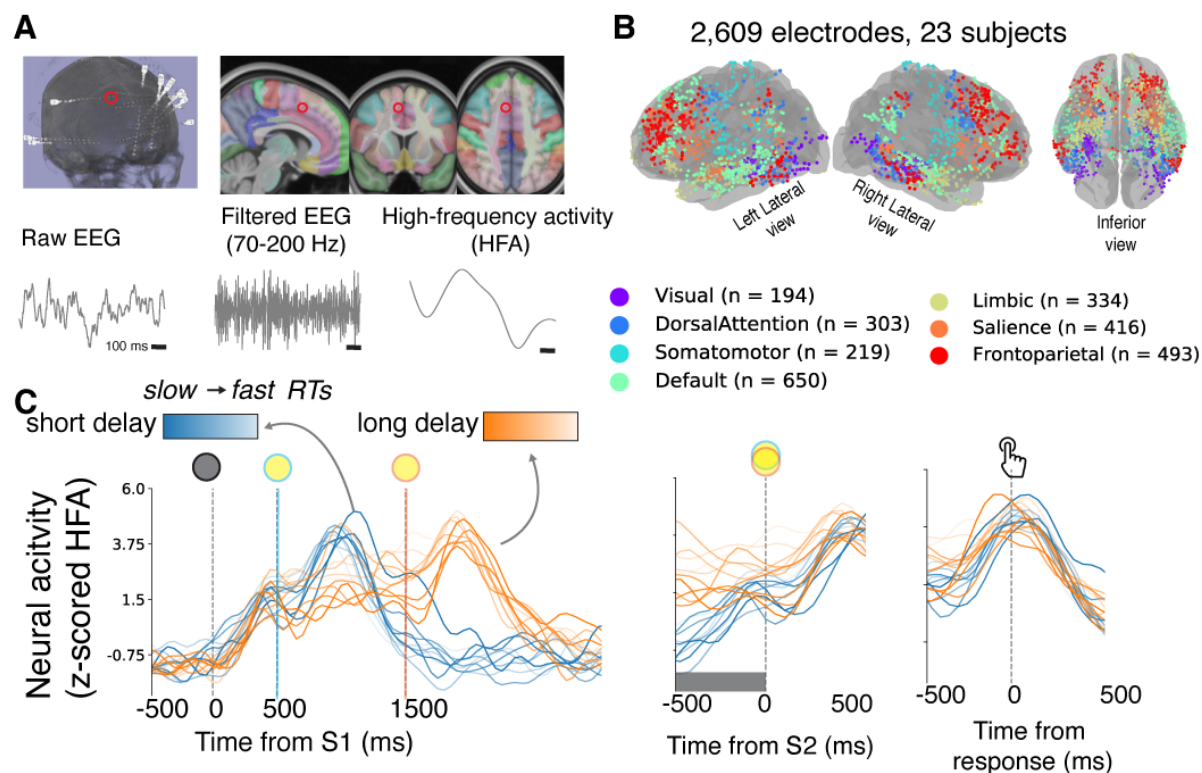 A
Raw EEG
100 ms
Filtered EEG
(70-200 Hz)
High-frequency activity
(HFA)
B
2,609 electrodes, 23 subjects
Left Lateral
view
Right Lateral
view
Inferior
view
Visual (n = 194)
DorsalAttention (n = 303)
Somatomotor (n = 219)
Default (n = 650)
Limbic (n = 334)
Salience (n = 416)
Frontoparietal (n = 493)
C
slow → fast RTs
short delay
long delay
Neural acitvity
(z-scored HFA)
6.0
3.75
1.5
-0.75
-500 0 500 1500
Time from S1 (ms)
-500 0 500
Time from S2 (ms)
-500 0 500
Time from
response (ms)